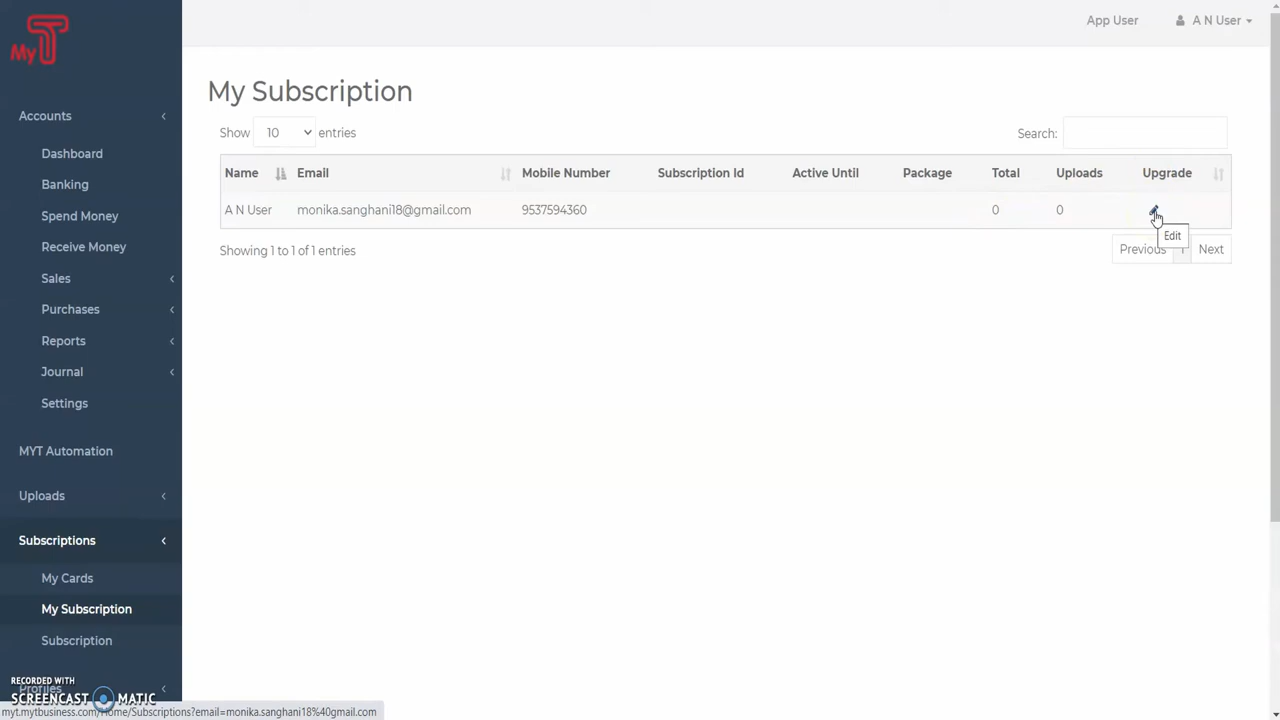 App User
A N User
My T
My Subscription
Show 10 entries
Search:
Name Email Mobile Number Subscription Id Active Until Package Total Uploads Upgrade
A N User monika.sanghani18@gmail.com 9537594360 0 0
Edit
Showing 1 to 1 of 1 entries
Previous 1 Next
Accounts
Dashboard
Banking
Spend Money
Receive Money
Sales
Purchases
Reports
Journal
Settings
MYT Automation
Uploads
Subscriptions
My Cards
My Subscription
Subscription
Profiles
RECORDED WITH
SCREENCAST MATIC
myt.mytbusiness.com/Home/Subscriptions?email=monika.sanghani18%40gmail.com